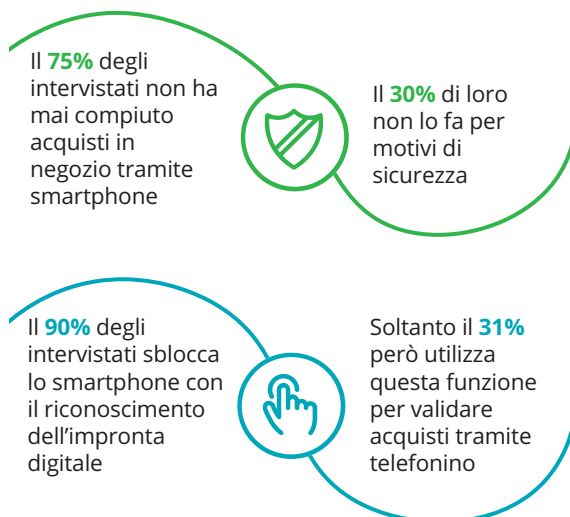 Il 75% degli
intervistati non ha
mai compiuto
acquisti in
negozio tramite
smartphone
Il 30% di loro
non lo fa per
motivi di
sicurezza
Il 90% degli
intervistati sblocca
lo smartphone con
il riconoscimento
dell’impronta
digitale
Soltanto il 31%
però utilizza
questa funzione
per validare
acquisti tramite
telefonino